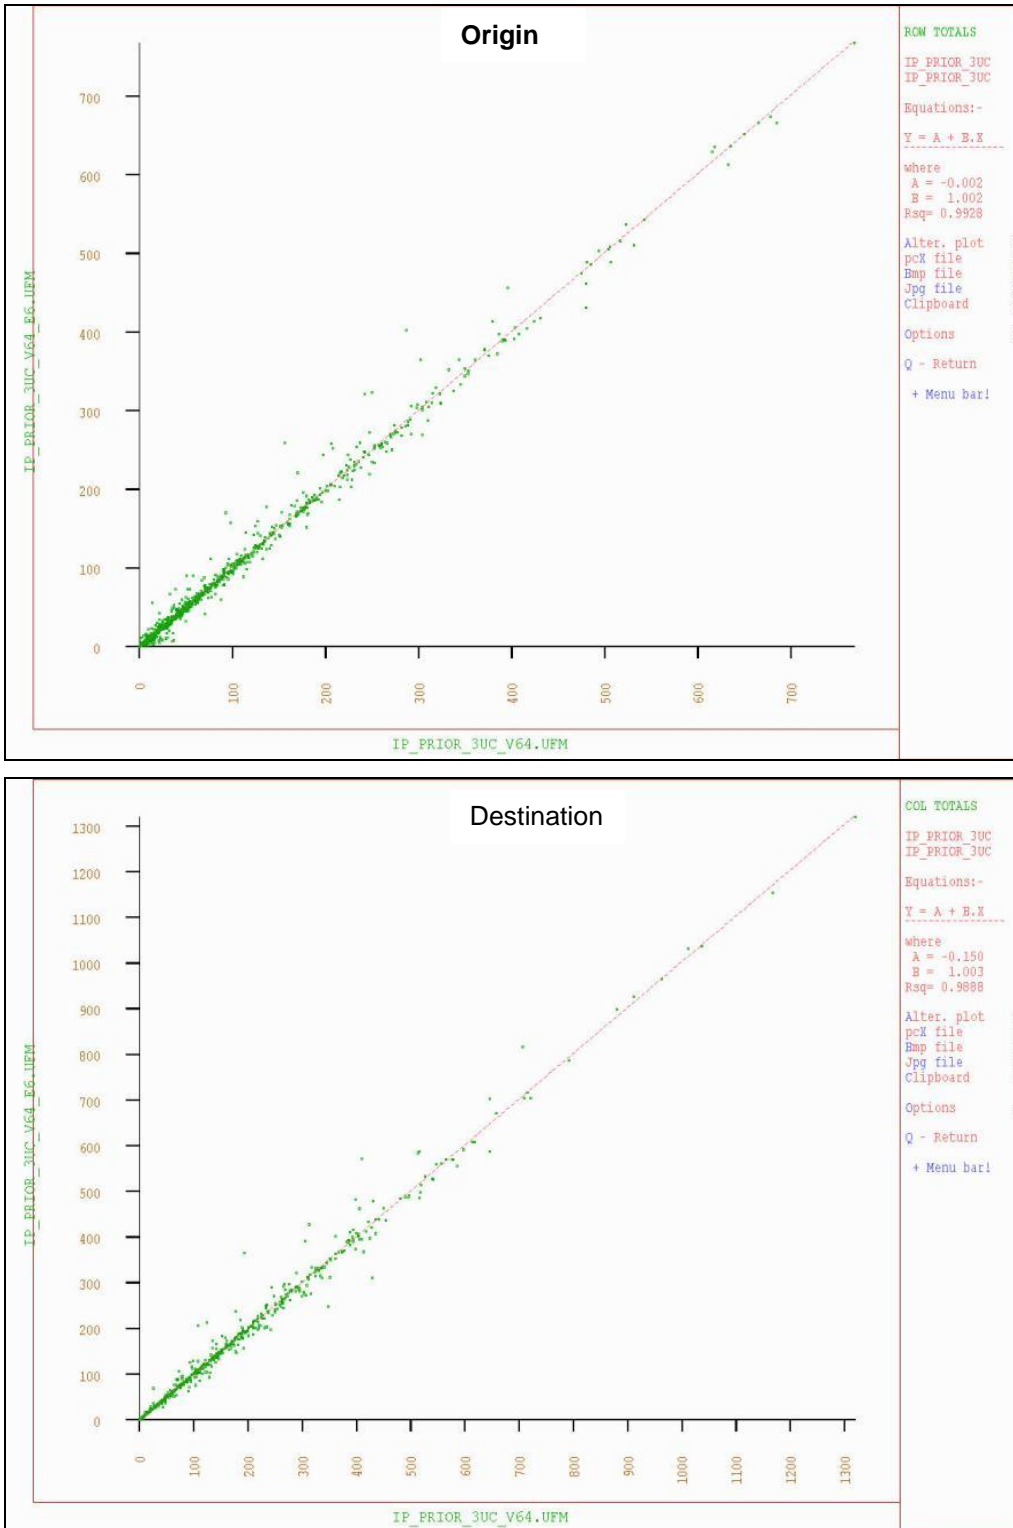 Origin
700
600
500
400
300
200
100
0
0 100 200 300 400 500 600 700
IP_PRIOR_3UC_V64_E6.UFM
IP_PRIOR_3UC_V64.UFM
ROW TOTALS
IP_PRIOR_3UC
IP_PRIOR_3UC
Equations:-
Y = A + B.X
where
A = -0.002
B = 1.002
Rsq= 0.9928
Alter. plot
pcX file
Bmp file
Jpg file
Clipboard
Options
Q - Return
+ Menu bar!
Destination
1300
1200
1100
1000
900
800
700
600
500
400
300
200
100
0
0 100 200 300 400 500 600 700 800 900 1000 1100 1200 1300
IP_PRIOR_3UC_V64_E6.UFM
IP_PRIOR_3UC_V64.UFM
COL TOTALS
IP_PRIOR_3UC
IP_PRIOR_3UC
Equations:-
Y = A + B.X
where
A = -0.150
B = 1.003
Rsq= 0.9888
Alter. plot
pcX file
Bmp file
Jpg file
Clipboard
Options
Q - Return
+ Menu bar!